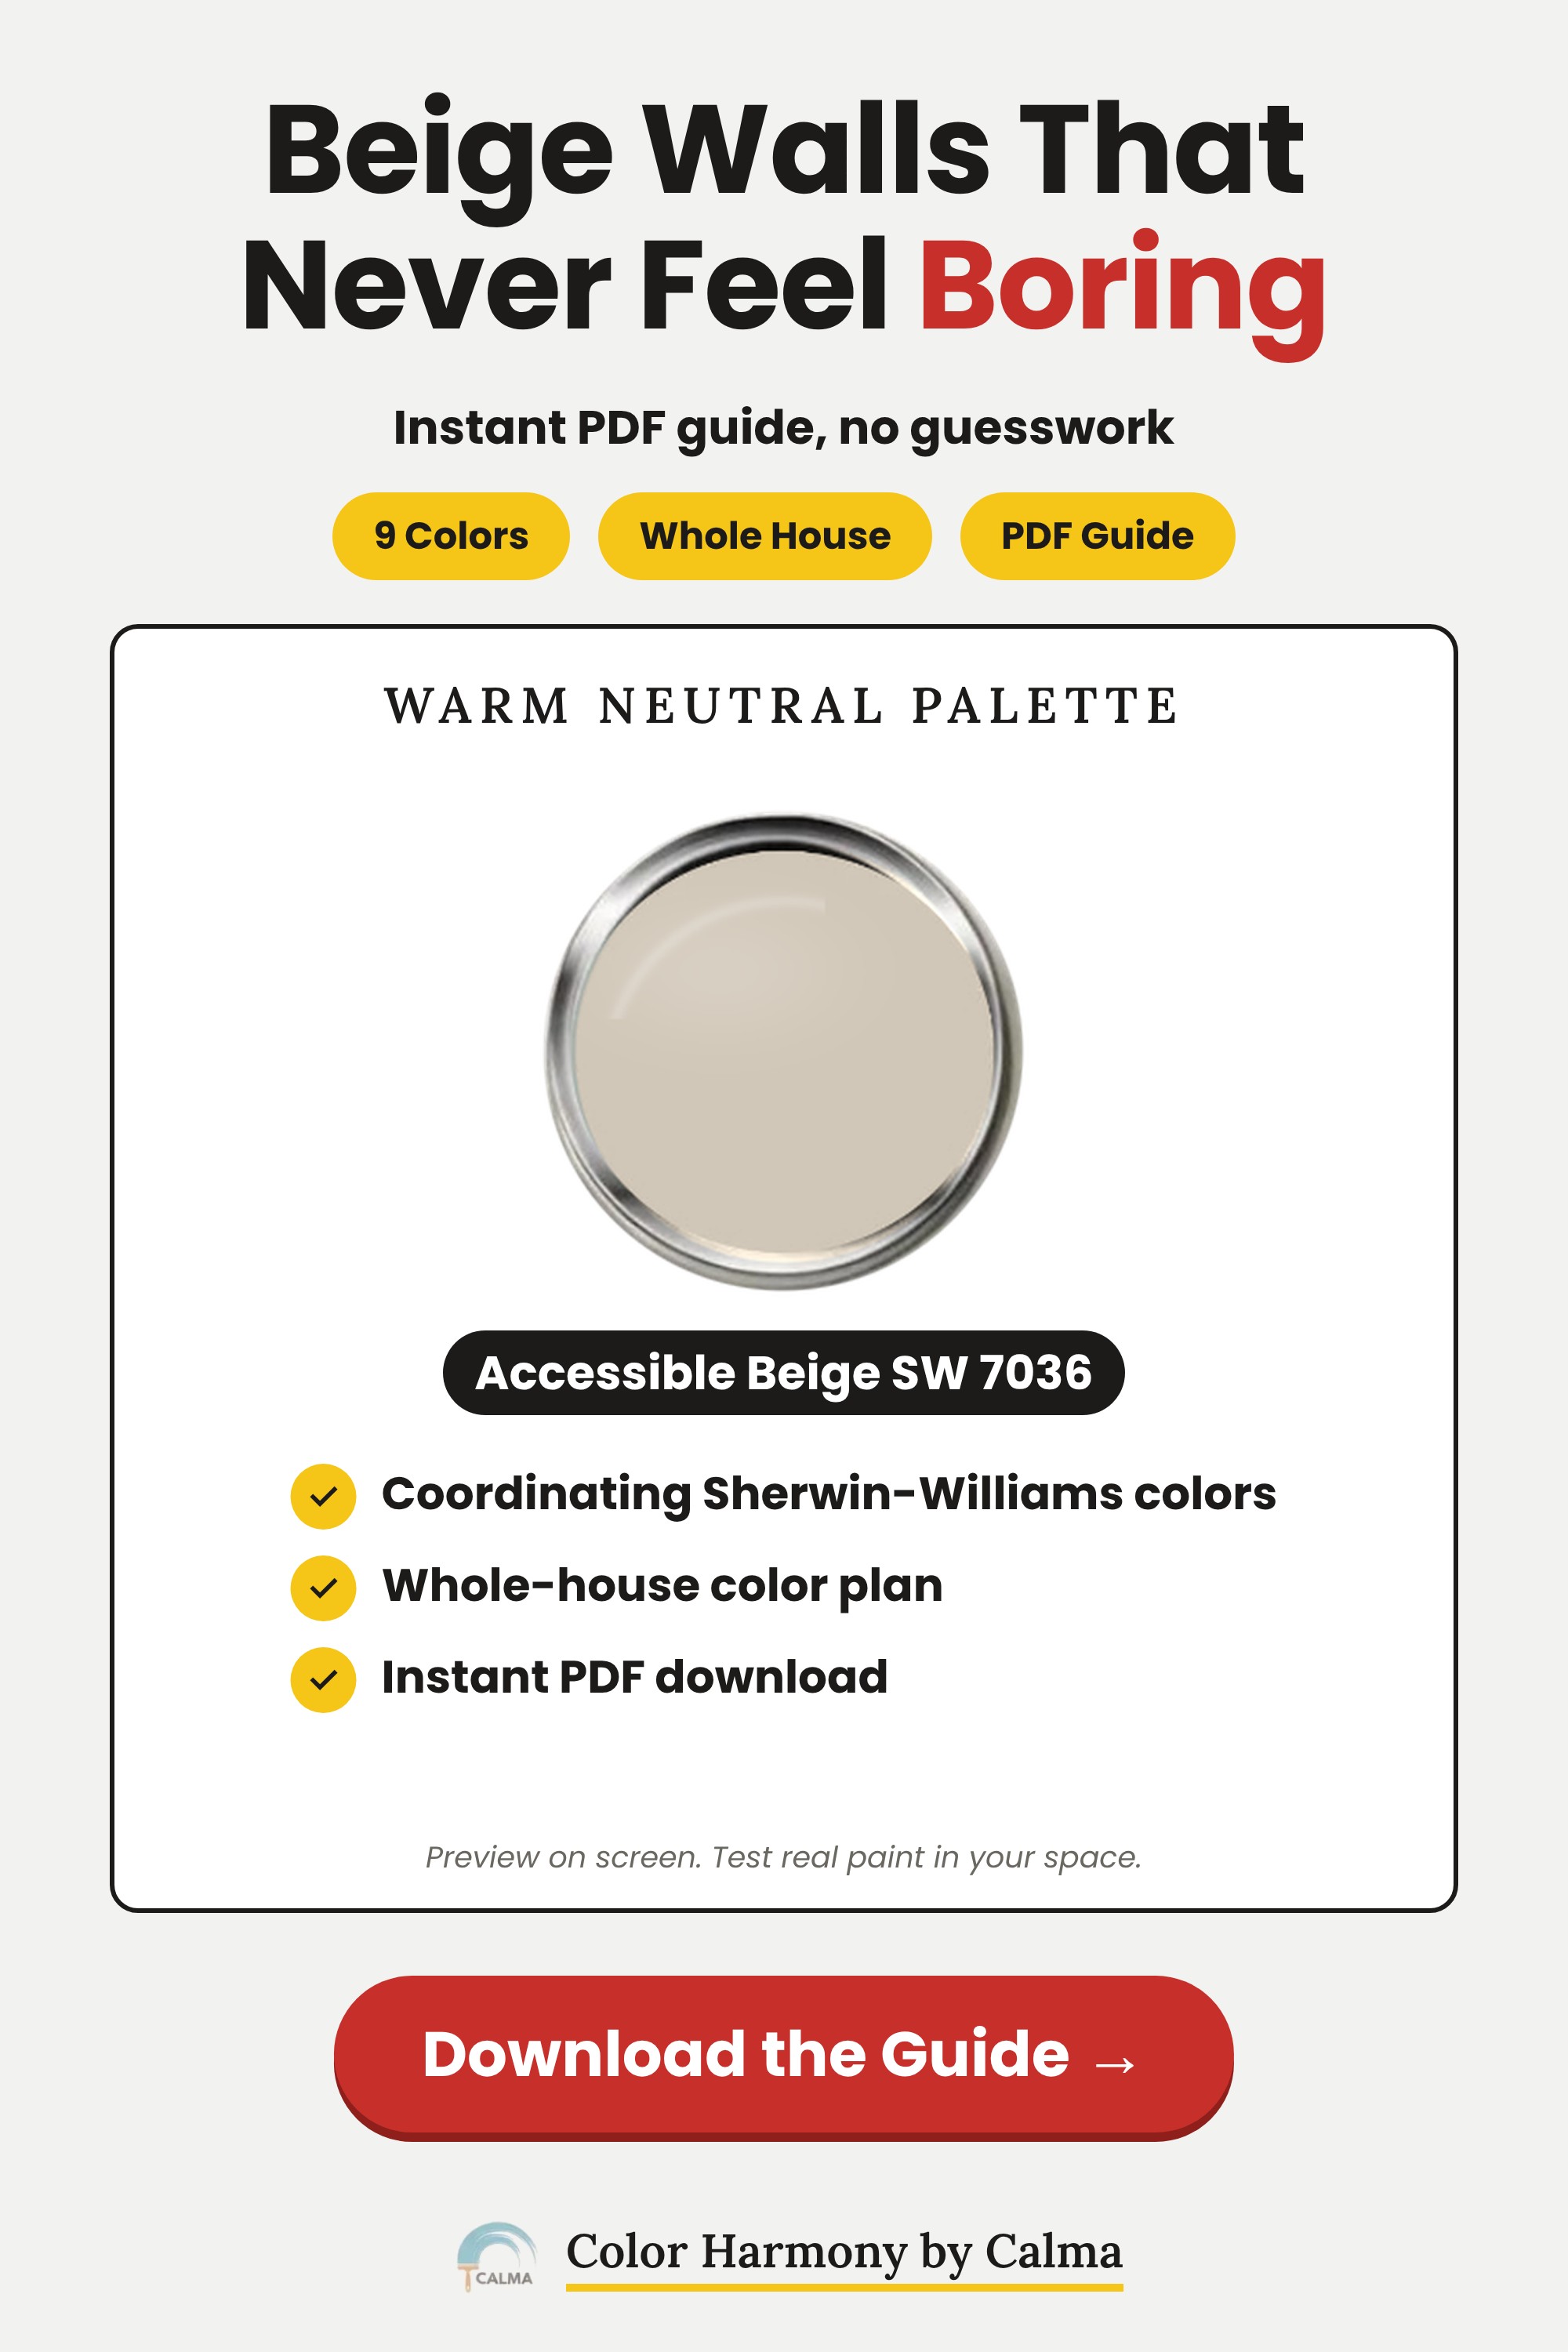 Beige Walls That
Never Feel Boring
Instant PDF guide, no guesswork
9 Colors
Whole House
PDF Guide
WARM NEUTRAL PALETTE
Accessible Beige SW 7036
Coordinating Sherwin-Williams colors
Whole-house color plan
Instant PDF download
Preview on screen. Test real paint in your space.
Download the Guide →
CALMA
Color Harmony by Calma